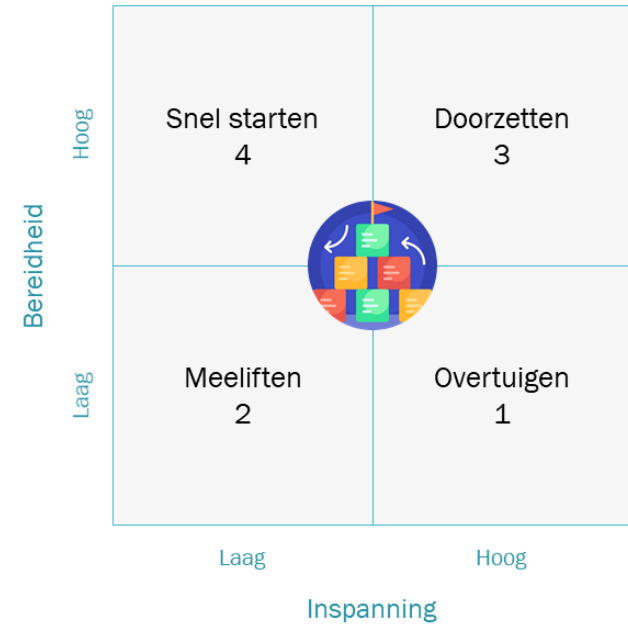 Snel starten
4
Doorzetten
3
Hoog
Bereidheid
Meeliften
2
Overtuigen
1
Laag
Laag
Hoog
Inspanning